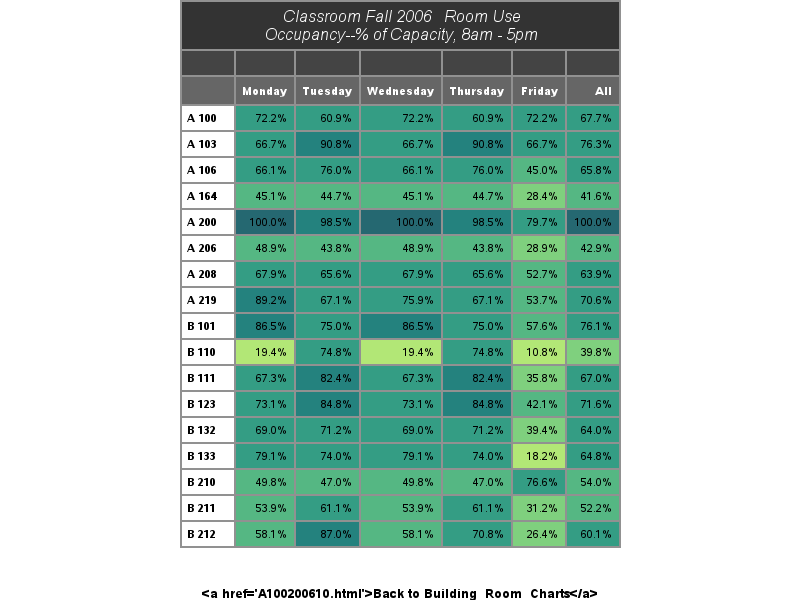 Classroom Fall 2006   Room Use
Occupancy--% of Capacity, 8am - 5pm
Monday Tuesday Wednesday Thursday Friday All
A 100 72.2% 60.9% 72.2% 60.9% 72.2% 67.7%
A 103 66.7% 90.8% 66.7% 90.8% 66.7% 76.3%
A 106 66.1% 76.0% 66.1% 76.0% 45.0% 65.8%
A 164 45.1% 44.7% 45.1% 44.7% 28.4% 41.6%
A 200 100.0% 98.5% 100.0% 98.5% 79.7% 100.0%
A 206 48.9% 43.8% 48.9% 43.8% 28.9% 42.9%
A 208 67.9% 65.6% 67.9% 65.6% 52.7% 63.9%
A 219 89.2% 67.1% 75.9% 67.1% 53.7% 70.6%
B 101 86.5% 75.0% 86.5% 75.0% 57.6% 76.1%
B 110 19.4% 74.8% 19.4% 74.8% 10.8% 39.8%
B 111 67.3% 82.4% 67.3% 82.4% 35.8% 67.0%
B 123 73.1% 84.8% 73.1% 84.8% 42.1% 71.6%
B 132 69.0% 71.2% 69.0% 71.2% 39.4% 64.0%
B 133 79.1% 74.0% 79.1% 74.0% 18.2% 64.8%
B 210 49.8% 47.0% 49.8% 47.0% 76.6% 54.0%
B 211 53.9% 61.1% 53.9% 61.1% 31.2% 52.2%
B 212 58.1% 87.0% 58.1% 70.8% 26.4% 60.1%
<a href='A100200610.html'>Back to Building  Room  Charts</a>